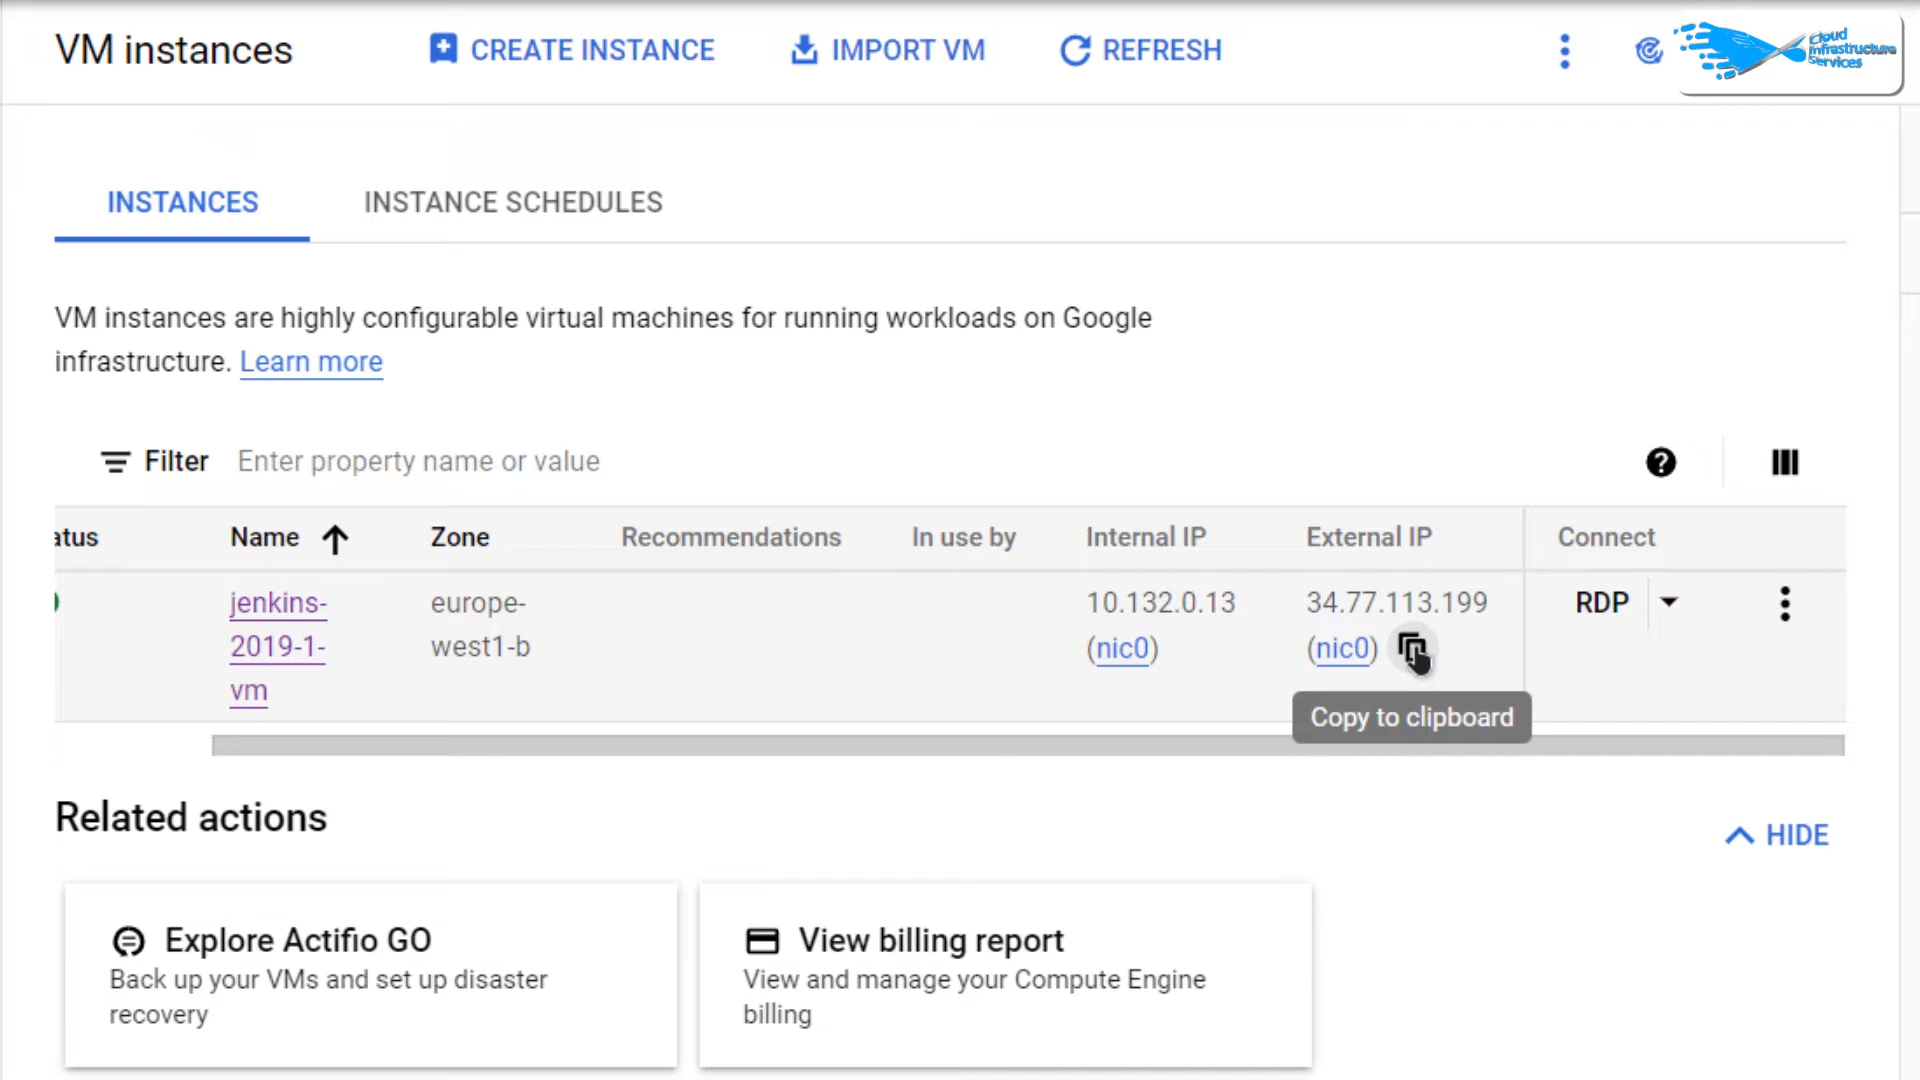 VM instances
CREATE INSTANCE
IMPORT VM
REFRESH
Cloud
Infrastructure
Services
INSTANCES
INSTANCE SCHEDULES
VM instances are highly configurable virtual machines for running workloads on Google
infrastructure. Learn more
Filter Enter property name or value
atus Name Zone Recommendations In use by Internal IP External IP Connect
jenkins- europe- 10.132.0.13 34.77.113.199 RDP
2019-1- west1-b (nic0) (nic0)
vm
Copy to clipboard
Related actions
HIDE
Explore Actifio GO
Back up your VMs and set up disaster
recovery
View billing report
View and manage your Compute Engine
billing